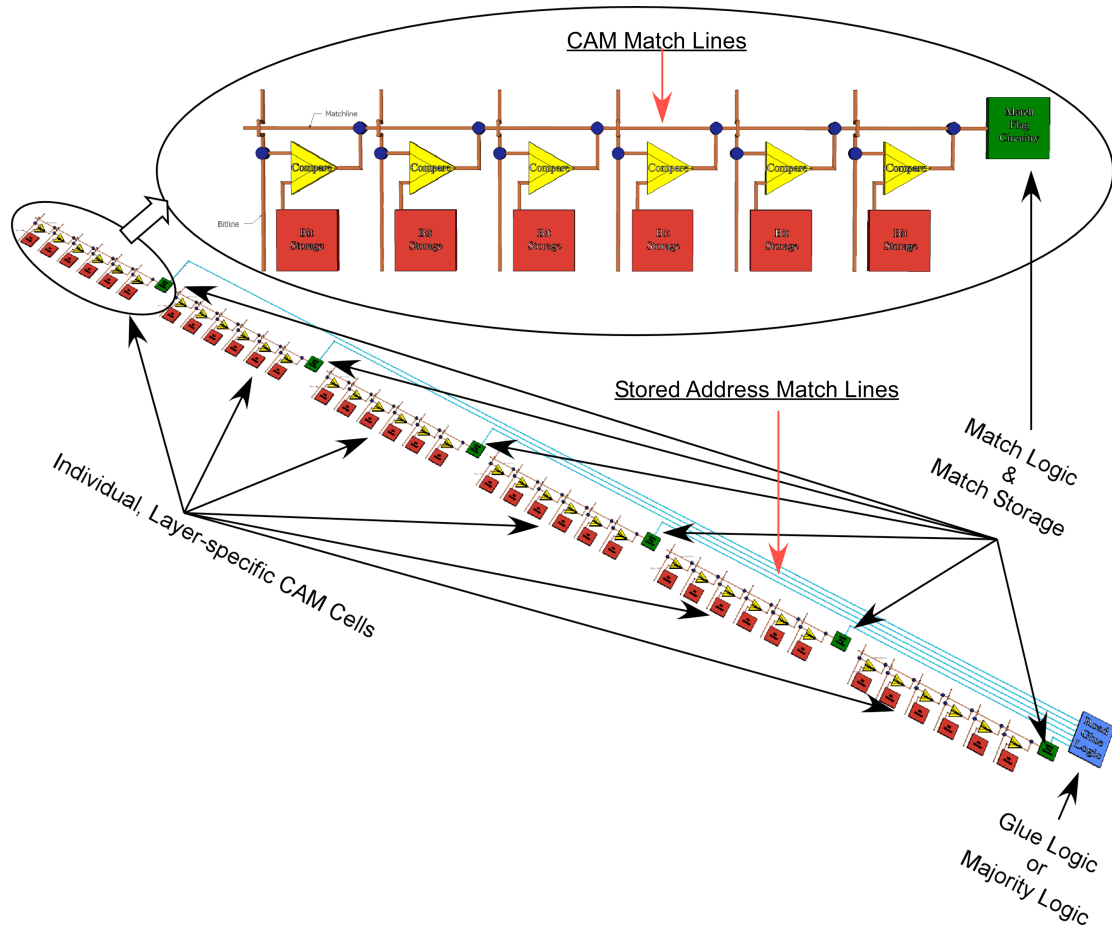 CAM Match Lines
Matchline
Match
Flag
Circuitry
Compare
Compare
Compare
Compare
Compare
Compare
Bitline
Bit
Storage
Bit
Storage
Bit
Storage
Bit
Storage
Bit
Storage
Bit
Storage
Stored Address Match Lines
Match Logic
&
Match Storage
Individual, Layer-specific CAM Cells
Road
Glue
Logic
Glue Logic
or
Majority Logic